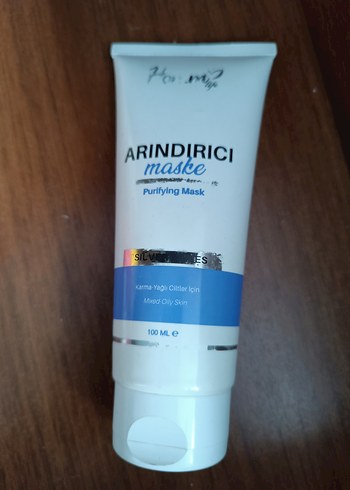 ARINDIRICI
maske
Purifying Mask
Karma-Yağlı Ciltler İçin
Mixed Oily Skin
100 ML ℮